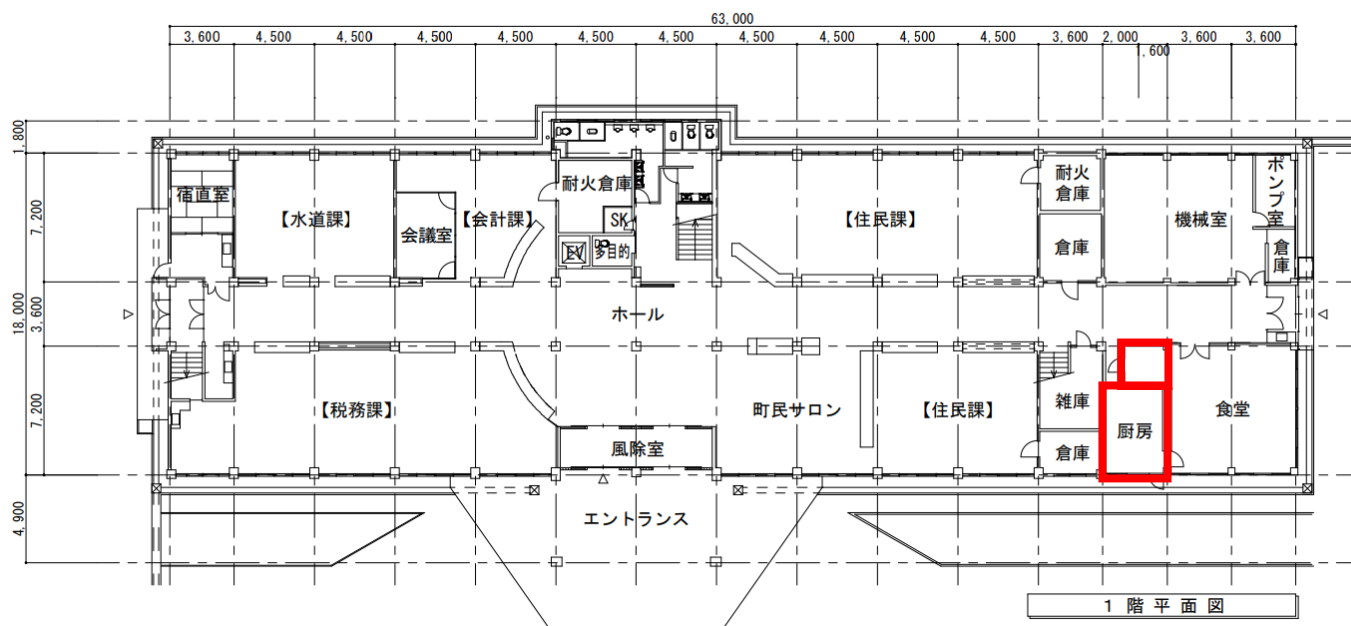 63,000
3,600 4,500 4,500 4,500 4,500 4,500 4,500 4,500 4,500 4,500 4,500 3,600 2,000 3,600 3,600
1,600
1,800
7,200
18,000
3,600
7,200
4,900
宿直室
【水道課】
会議室
【会計課】
耐火倉庫
SK
EV
多目的
【住民課】
耐火
倉庫
倉庫
機械室
ポンプ室
倉庫
ホール
【税務課】
風除室
町民サロン
【住民課】
雑庫
倉庫
厨房
食堂
エントランス
1階平面図